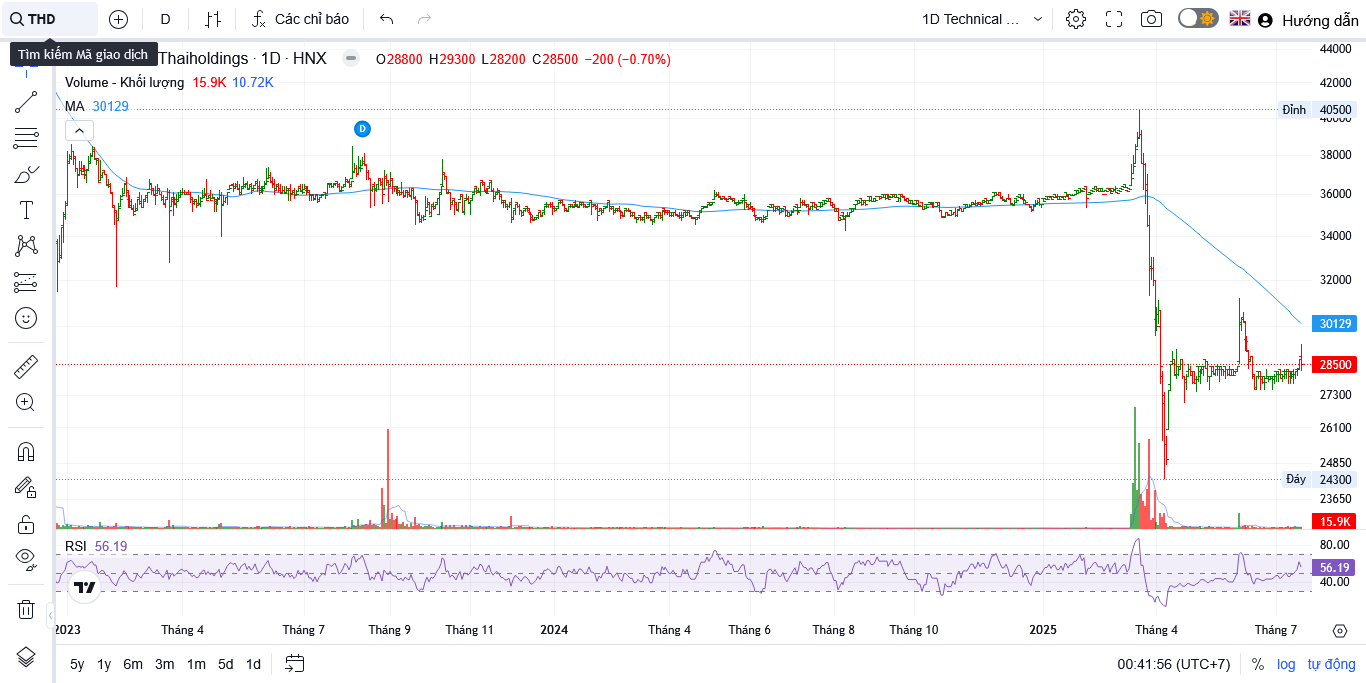 THD D Các chỉ báo 1D Technical ... Hướng dẫn
Tìm kiếm Mã giao dịch
Thaiholdings · 1D · HNX O28800 H29300 L28200 C28500 −200 (−0.70%)
Volume - Khối lượng 15.9K 10.72K
MA 30129
D
44000
42000
Đỉnh 40500
40000
38000
36000
34000
32000
30129
28500
27300
26100
24850
Đáy 24300
23650
15.9K
RSI 56.19
80.00
56.19
40.00
2023 Tháng 4 Tháng 7 Tháng 9 Tháng 11 2024 Tháng 4 Tháng 6 Tháng 8 Tháng 10 2025 Tháng 4 Tháng 7
5y 1y 6m 3m 1m 5d 1d 00:41:56 (UTC+7) % log tự động